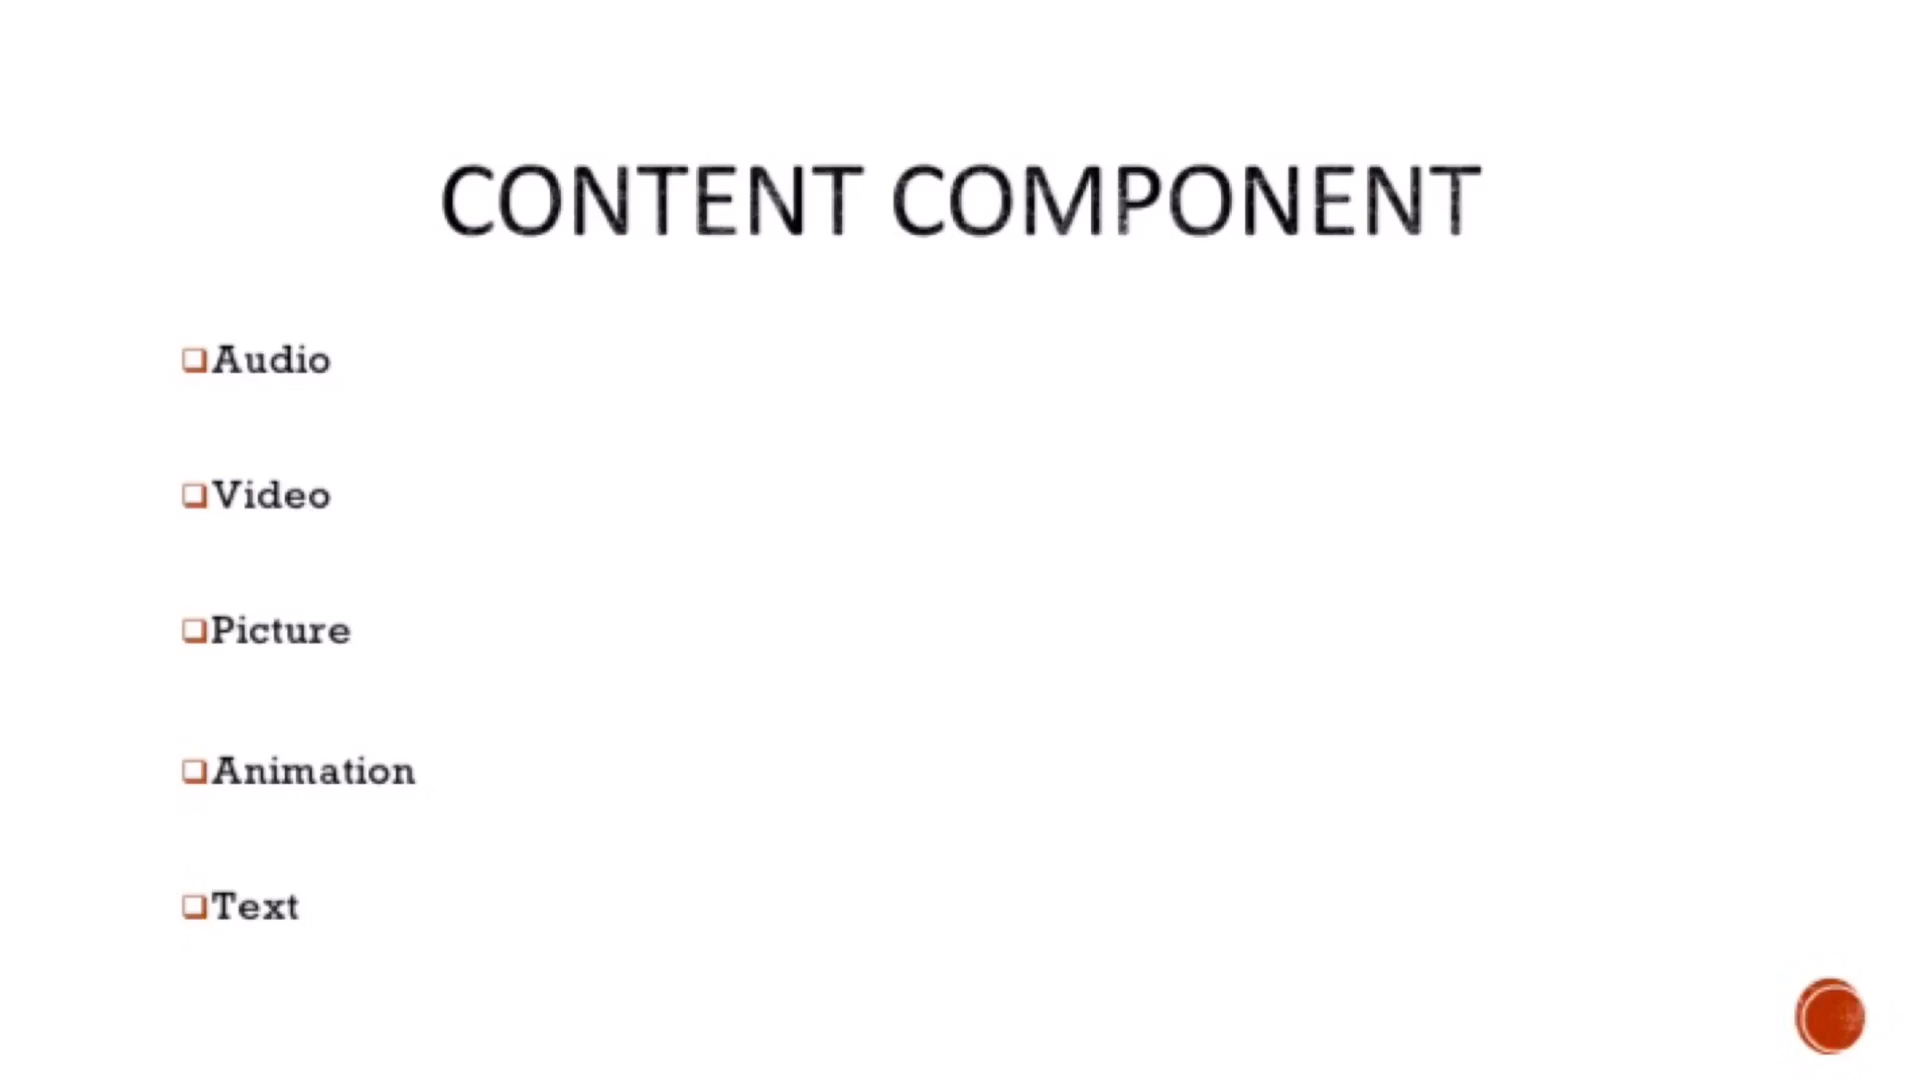 CONTENT COMPONENT
❑Audio
❑Video
❑Picture
❑Animation
❑Text